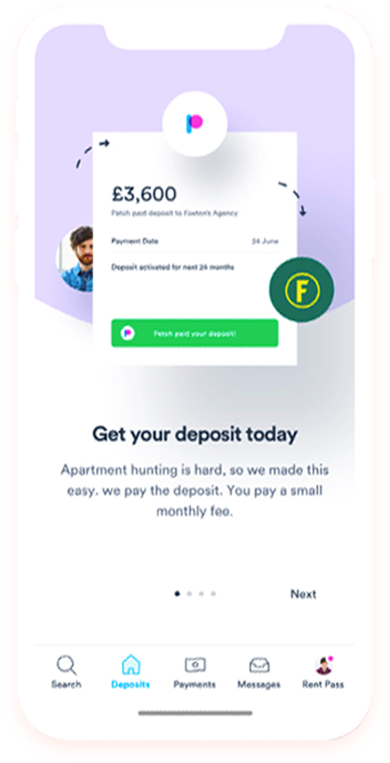 £3,600
Petch paid deposit to Foxton's Agency
Payment Date 24 June
Deposit activated for next 24 months
Petch paid your deposit!
F
Get your deposit today
Apartment hunting is hard, so we made this
easy. we pay the deposit. You pay a small
monthly fee.
Next
Search Deposits Payments Messages Rent Pass